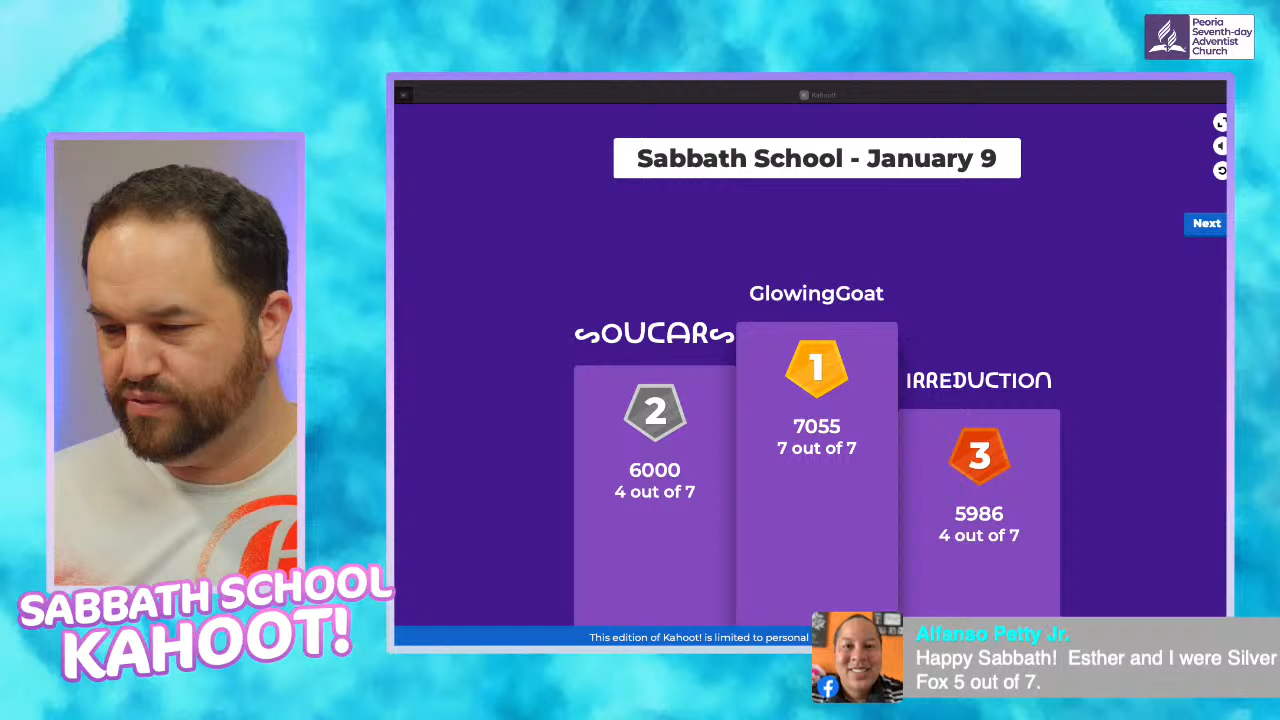 Peoria
Seventh-day
Adventist
Church
Kahoot!
Sabbath School - January 9
Next
GlowingGoat
ᔕOUCARᔕ
IRREDUCTION
1
7055
7 out of 7
2
6000
4 out of 7
3
5986
4 out of 7
SABBATH SCHOOL
KAHOOT!
This edition of Kahoot! is limited to personal
Alfanso Petty Jr.
Happy Sabbath! Esther and I were Silver
Fox 5 out of 7.